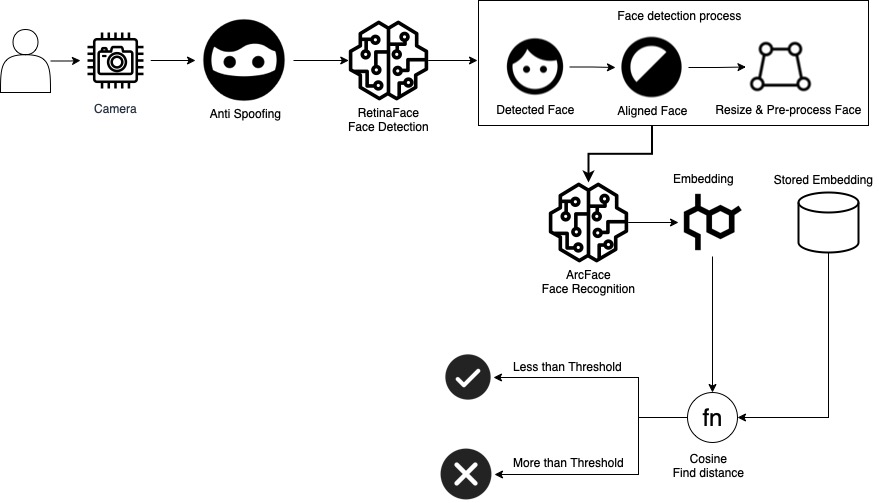 Face detection process
Camera
Anti Spoofing
RetinaFace
Face Detection
Detected Face
Aligned Face
Resize & Pre-process Face
Embedding
Stored Embedding
ArcFace
Face Recognition
Less than Threshold
fn
Cosine
Find distance
More than Threshold